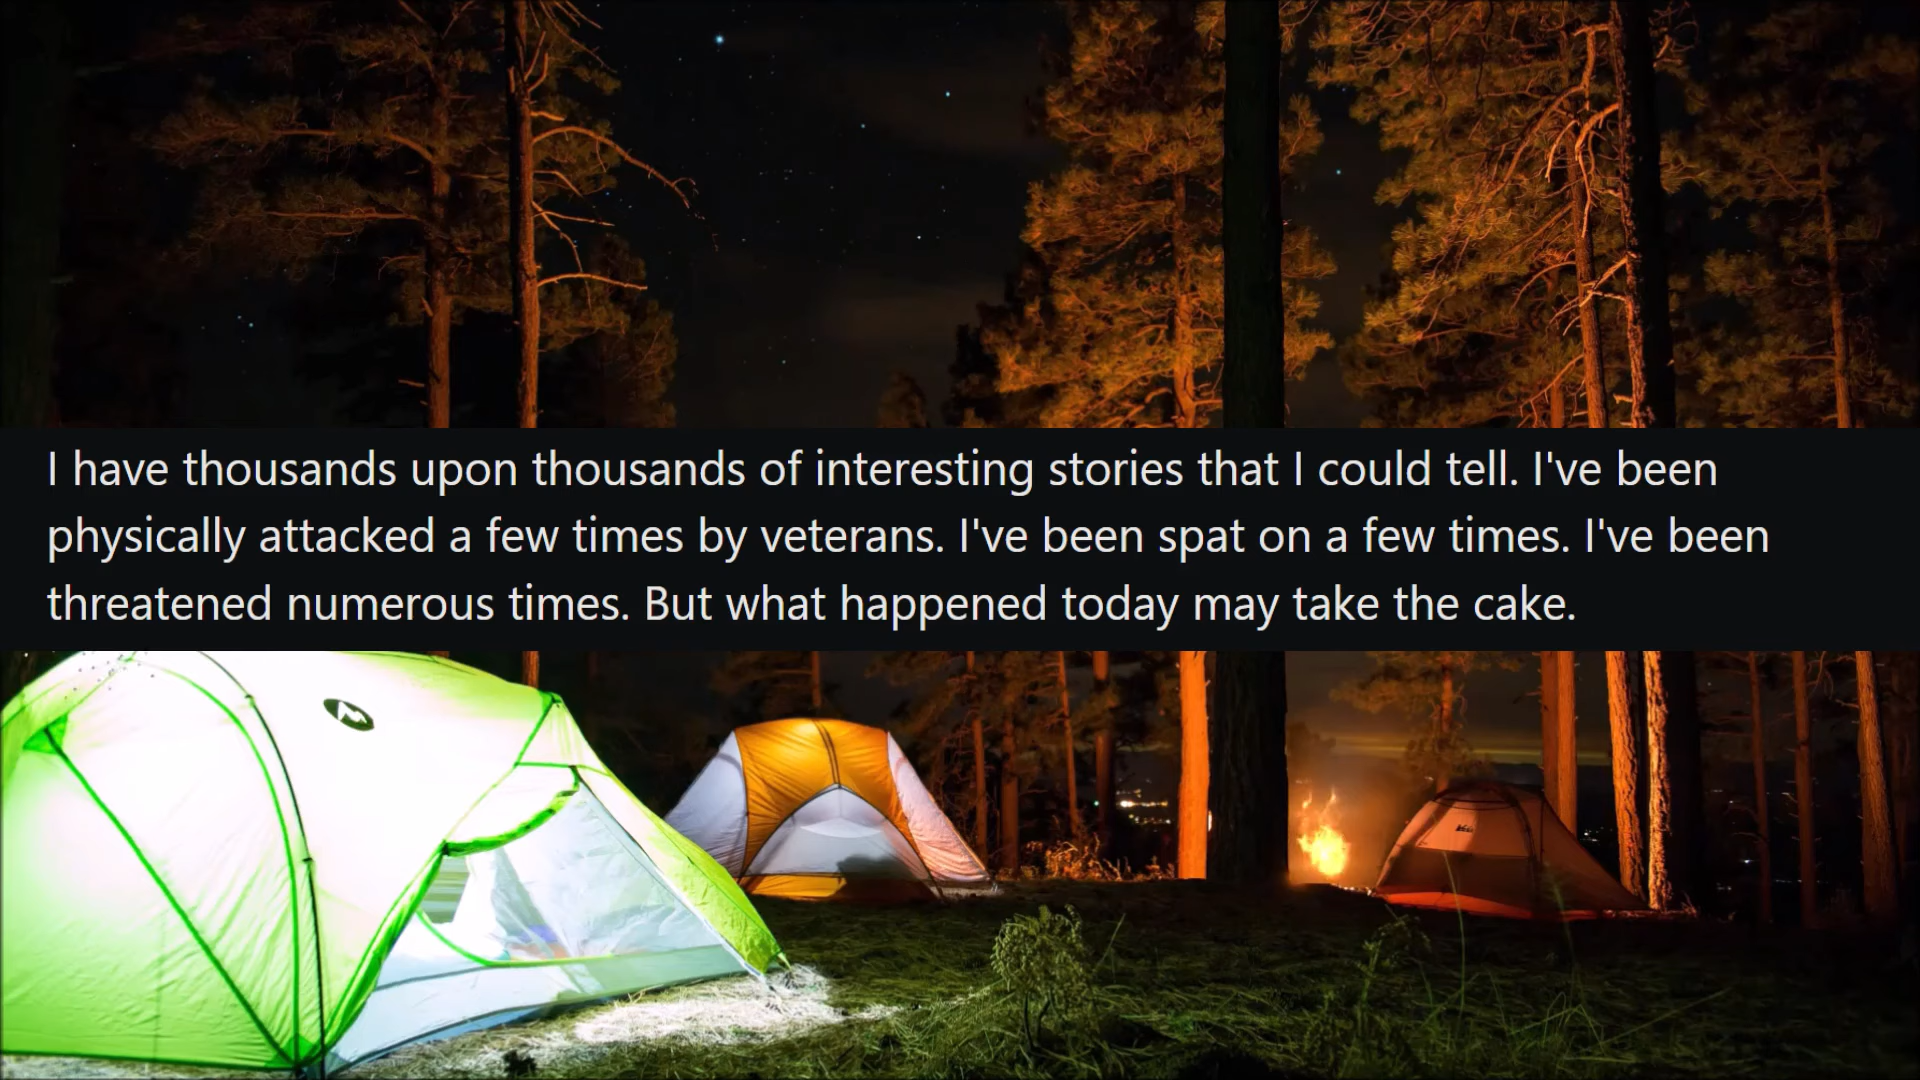 I have thousands upon thousands of interesting stories that I could tell. I've been
physically attacked a few times by veterans. I've been spat on a few times. I've been
threatened numerous times. But what happened today may take the cake.